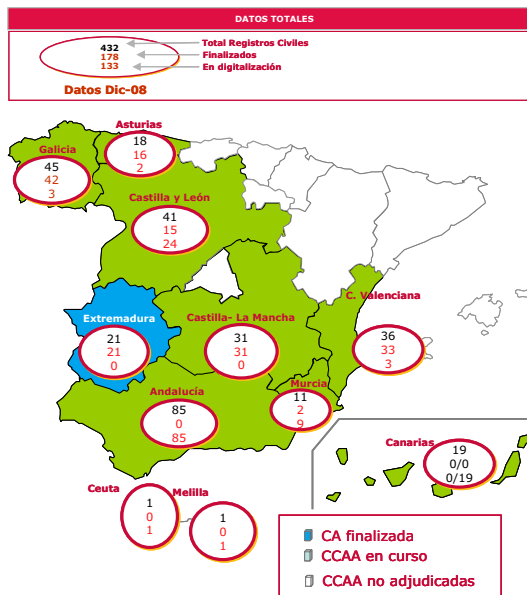 DATOS TOTALES
432
178
133
Total Registros Civiles
Finalizados
En digitalización
Datos Dic-08
Asturias
18
16
2
Galicia
45
42
3
Castilla y León
41
15
24
Extremadura
21
21
0
Castilla- La Mancha
31
31
0
C. Valenciana
36
33
3
Andalucía
85
0
85
Murcia
11
2
9
Canarias
19
0/0
0/19
Ceuta
1
0
1
Melilla
1
0
1
CA finalizada
CCAA en curso
CCAA no adjudicadas